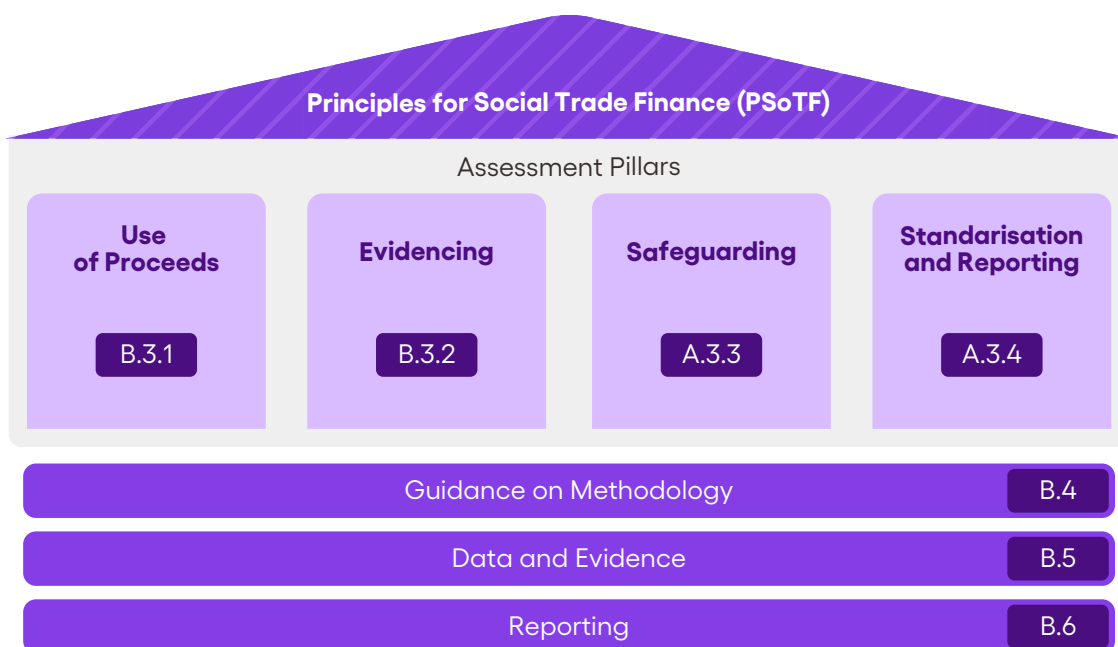 Principles for Social Trade Finance (PSoTF)
Assessment Pillars
Use
of Proceeds
B.3.1
Evidencing
B.3.2
Safeguarding
A.3.3
Standarisation
and Reporting
A.3.4
Guidance on Methodology
B.4
Data and Evidence
B.5
Reporting
B.6